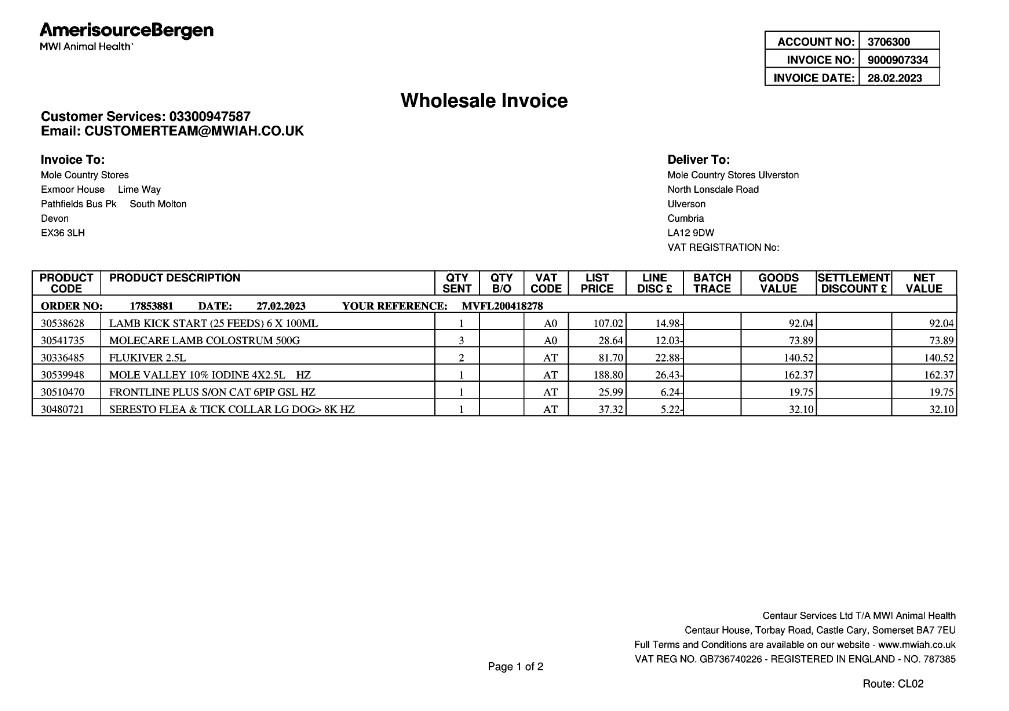 AmerisourceBergen
MWI Animal Health
ACCOUNT NO: 3706300
INVOICE NO: 9000907334
INVOICE DATE: 28.02.2023
Wholesale Invoice
Customer Services: 03300947587
Email: CUSTOMERTEAM@MWIAH.CO.UK
Invoice To:
Mole Country Stores
Exmoor House Lime Way
Pathfields Bus Pk South Molton
Devon
EX36 3LH
Deliver To:
Mole Country Stores Ulverston
North Lonsdale Road
Ulverson
Cumbria
LA12 9DW
VAT REGISTRATION No:
PRODUCT CODE PRODUCT DESCRIPTION QTY SENT QTY B/O VAT CODE LIST PRICE LINE DISC £ BATCH TRACE GOODS VALUE SETTLEMENT DISCOUNT £ NET VALUE
ORDER NO: 17853881 DATE: 27.02.2023 YOUR REFERENCE: MVFL200418278
30538628 LAMB KICK START (25 FEEDS) 6 X 100ML 1 A0 107.02 14.98- 92.04 92.04
30541735 MOLECARE LAMB COLOSTRUM 500G 3 A0 28.64 12.03- 73.89 73.89
30336485 FLUKIVER 2.5L 2 AT 81.70 22.88- 140.52 140.52
30539948 MOLE VALLEY 10% IODINE 4X2.5L HZ 1 AT 188.80 26.43- 162.37 162.37
30510470 FRONTLINE PLUS S/ON CAT 6PIP GSL HZ 1 AT 25.99 6.24- 19.75 19.75
30480721 SERESTO FLEA & TICK COLLAR LG DOG> 8K HZ 1 AT 37.32 5.22- 32.10 32.10
Centaur Services Ltd T/A MWI Animal Health
Centaur House, Torbay Road, Castle Cary, Somerset BA7 7EU
Full Terms and Conditions are available on our website - www.mwiah.co.uk
VAT REG NO. GB736740226 - REGISTERED IN ENGLAND - NO. 787385
Page 1 of 2
Route: CL02